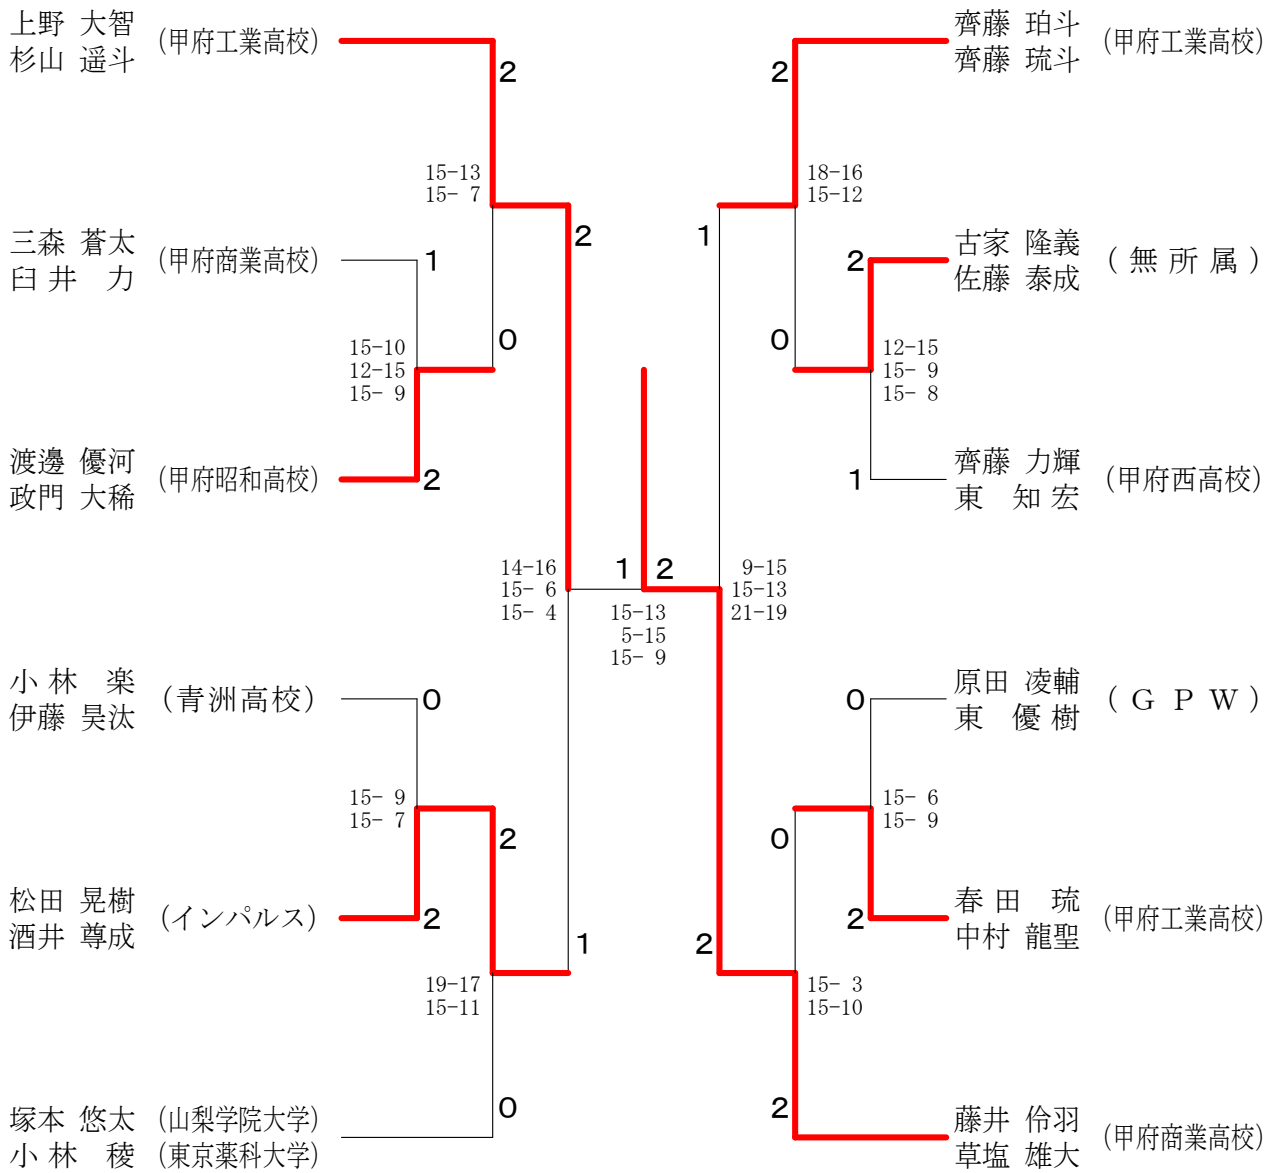 上野 大智 (甲府工業高校)
杉山 遥斗
2
15-13
15- 7
三森 蒼太 (甲府商業高校)
臼井 力
1
0
15-10
12-15
15- 9
渡邊 優河 (甲府昭和高校)
政門 大稀
2
2
14-16
15- 6
15- 4
小林 楽 (青洲高校)
伊藤 昊汰
0
15- 9
15- 7
2
松田 晃樹 (インパルス)
酒井 尊成
2
1
19-17
15-11
塚本 悠太 (山梨学院大学)
小林 稜 (東京薬科大学)
0
1 2
15-13
5-15
15- 9
齊藤 珀斗 (甲府工業高校)
齊藤 琉斗
2
18-16
15-12
1
古家 隆義 (無所属)
佐藤 泰成
2
0
12-15
15- 9
15- 8
齊藤 力輝 (甲府西高校)
東 知宏
1
9-15
15-13
21-19
原田 凌輔 (GPW)
東 優樹
0
15- 6
15- 9
0
春田 琉 (甲府工業高校)
中村 龍聖
2
2
15- 3
15-10
藤井 伶羽 (甲府商業高校)
草塩 雄大
2